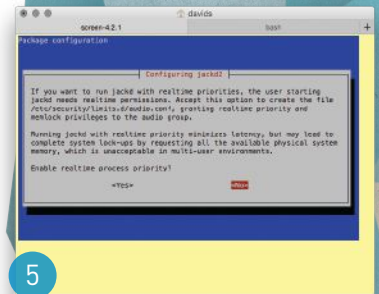 davids
screen-4.2.1
bash
+
Package configuration
Configuring jackd2
If you want to run jackd with realtime priorities, the user starting
jackd needs realtime permissions. Accept this option to create the file
/etc/security/limits.d/audio.conf, granting realtime priority and
memlock privileges to the audio group.
Running jackd with realtime priority minimizes latency, but may lead to
complete system lock-ups by requesting all the available physical system
memory, which is unacceptable in multi-user environments.
Enable realtime process priority?
<Yes>
<No>
5